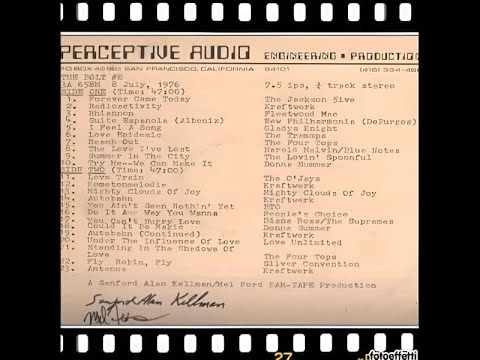 PERCEPTIVE AUDIO ENGINEERING ■ PRODUCTION
SAN FRANCISCO, CALIFORNIA 94101
THE BOLT #8
RA 658M 8 July, 1976 7.5 ips, ¼ track stereo
SIDE ONE (Time: 47:00)
1. Forever Came Today The Jackson 5ive
2. Radioactivity Kraftwerk
3. Rhiannon Fleetwood Mac
4. Suite Espanola (Albeniz) New Philharmonia (DeFurgos)
5. I Feel A Song Gladys Knight
6. Love Epidemic The Trammps
7. Reach Out The Four Tops
8. The Love I've Lost Harold Melvin/Blue Notes
9. Summer In The City The Lovin' Spoonful
10. Try Me--We Can Make It Donna Summer
SIDE TWO (Time: 47:00)
11. Love Train The O'Jays
12. Kometonmelodie Kraftwerk
13. Mighty Clouds Of Joy Mighty Clouds Of Joy
14. Autobahn Kraftwerk
15. You Ain't Seen Nothin' Yet BTO
16. Do It Any Way You Wanna People's Choice
17. You Can't Hurry Love Diana Ross/The Supremes
18. Could It Be Magic Donna Summer
19. Autobahn (Continued) Kraftwerk
20. Under The Influence Of Love Love Unlimited
21. Standing In The Shadows Of
Love The Four Tops
22. Fly Robin, Fly Silver Convention
23. Antenna Kraftwerk
A Sanford Alan Kellman/Mel Ford RAM-TAPE Production
Sanford Alan Kellman
27
fotoeffetti